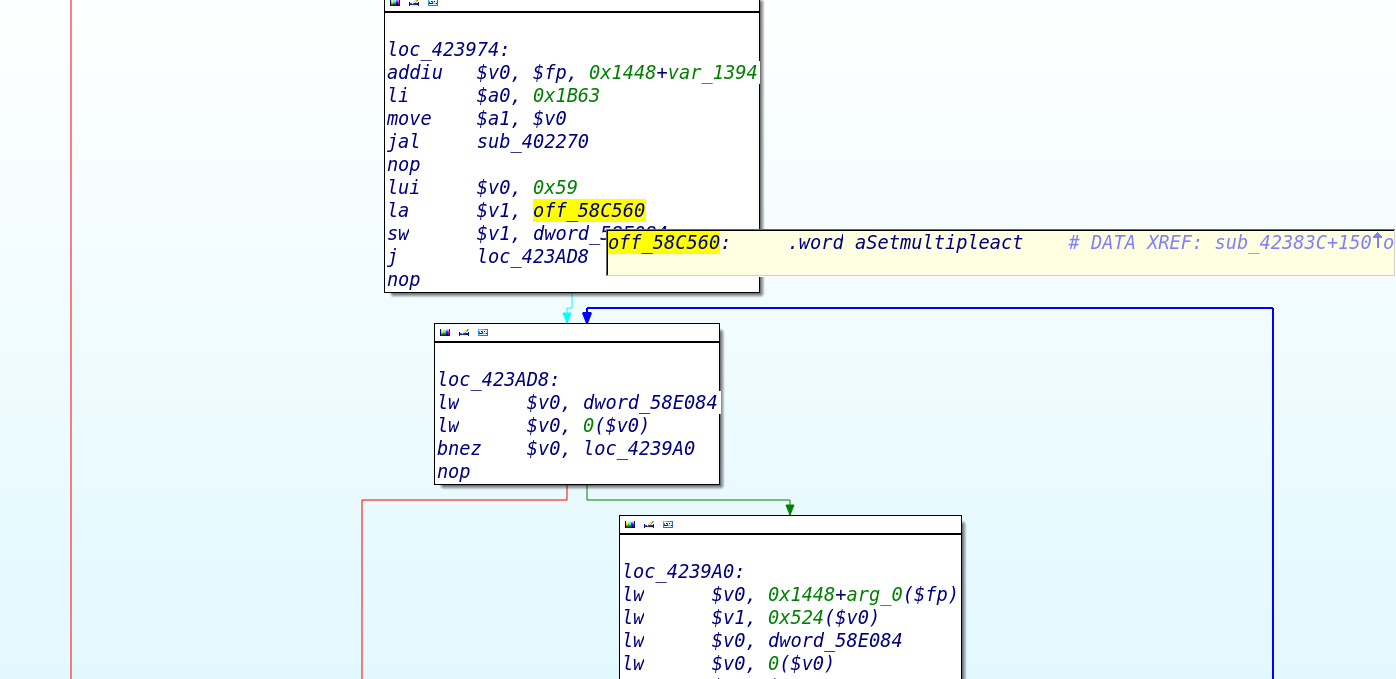 loc_423974:
addiu $v0, $fp, 0x1448+var_1394
li $a0, 0x1B63
move $a1, $v0
jal sub_402270
nop
lui $v0, 0x59
la $v1, off_58C560
sw $v1, dword_58E084
j loc_423AD8
nop
off_58C560: .word aSetmultipleact # DATA XREF: sub_42383C+150↑o
loc_423AD8:
lw $v0, dword_58E084
lw $v0, 0($v0)
bnez $v0, loc_4239A0
nop
loc_4239A0:
lw $v0, 0x1448+arg_0($fp)
lw $v1, 0x524($v0)
lw $v0, dword_58E084
lw $v0, 0($v0)